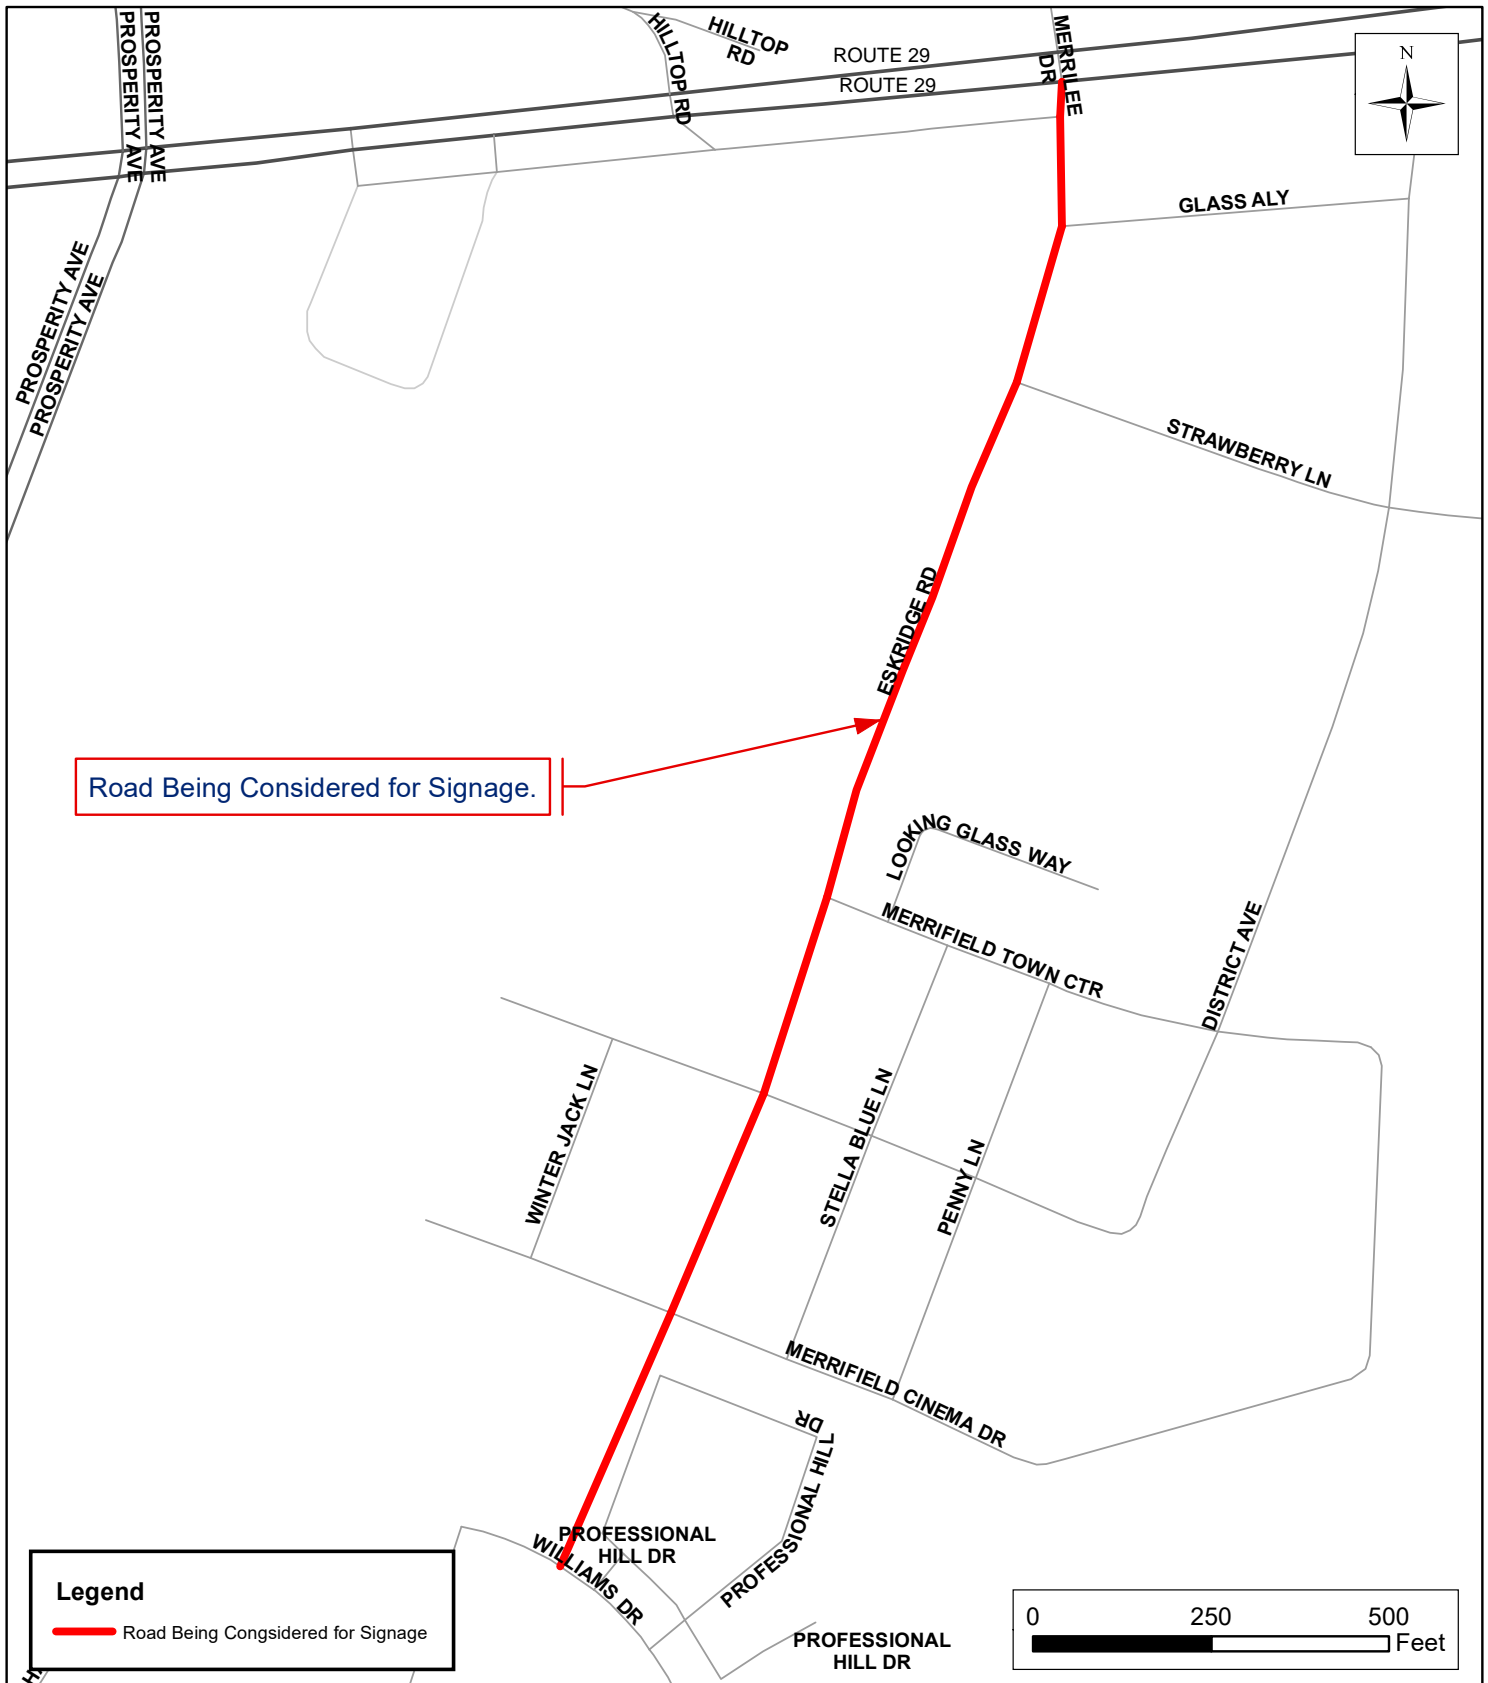 PROSPERITY AVE
PROSPERITY AVE
HILLTOP RD
HILLTOP
RD
ROUTE 29
ROUTE 29
MERRILEE
DR
N
GLASS ALY
PROSPERITY AVE
PROSPERITY AVE
STRAWBERRY LN
ESKRIDGE RD
Road Being Considered for Signage.
LOOKING GLASS WAY
MERRIFIELD TOWN CTR
DISTRICT AVE
WINTER JACK LN
STELLA BLUE LN
PENNY LN
MERRIFIELD CINEMA DR
PROFESSIONAL HILL
DR
PROFESSIONAL
HILL DR
WILLIAMS DR
PROFESSIONAL
HILL DR
Legend
Road Being Congsidered for Signage
0 250 500
Feet